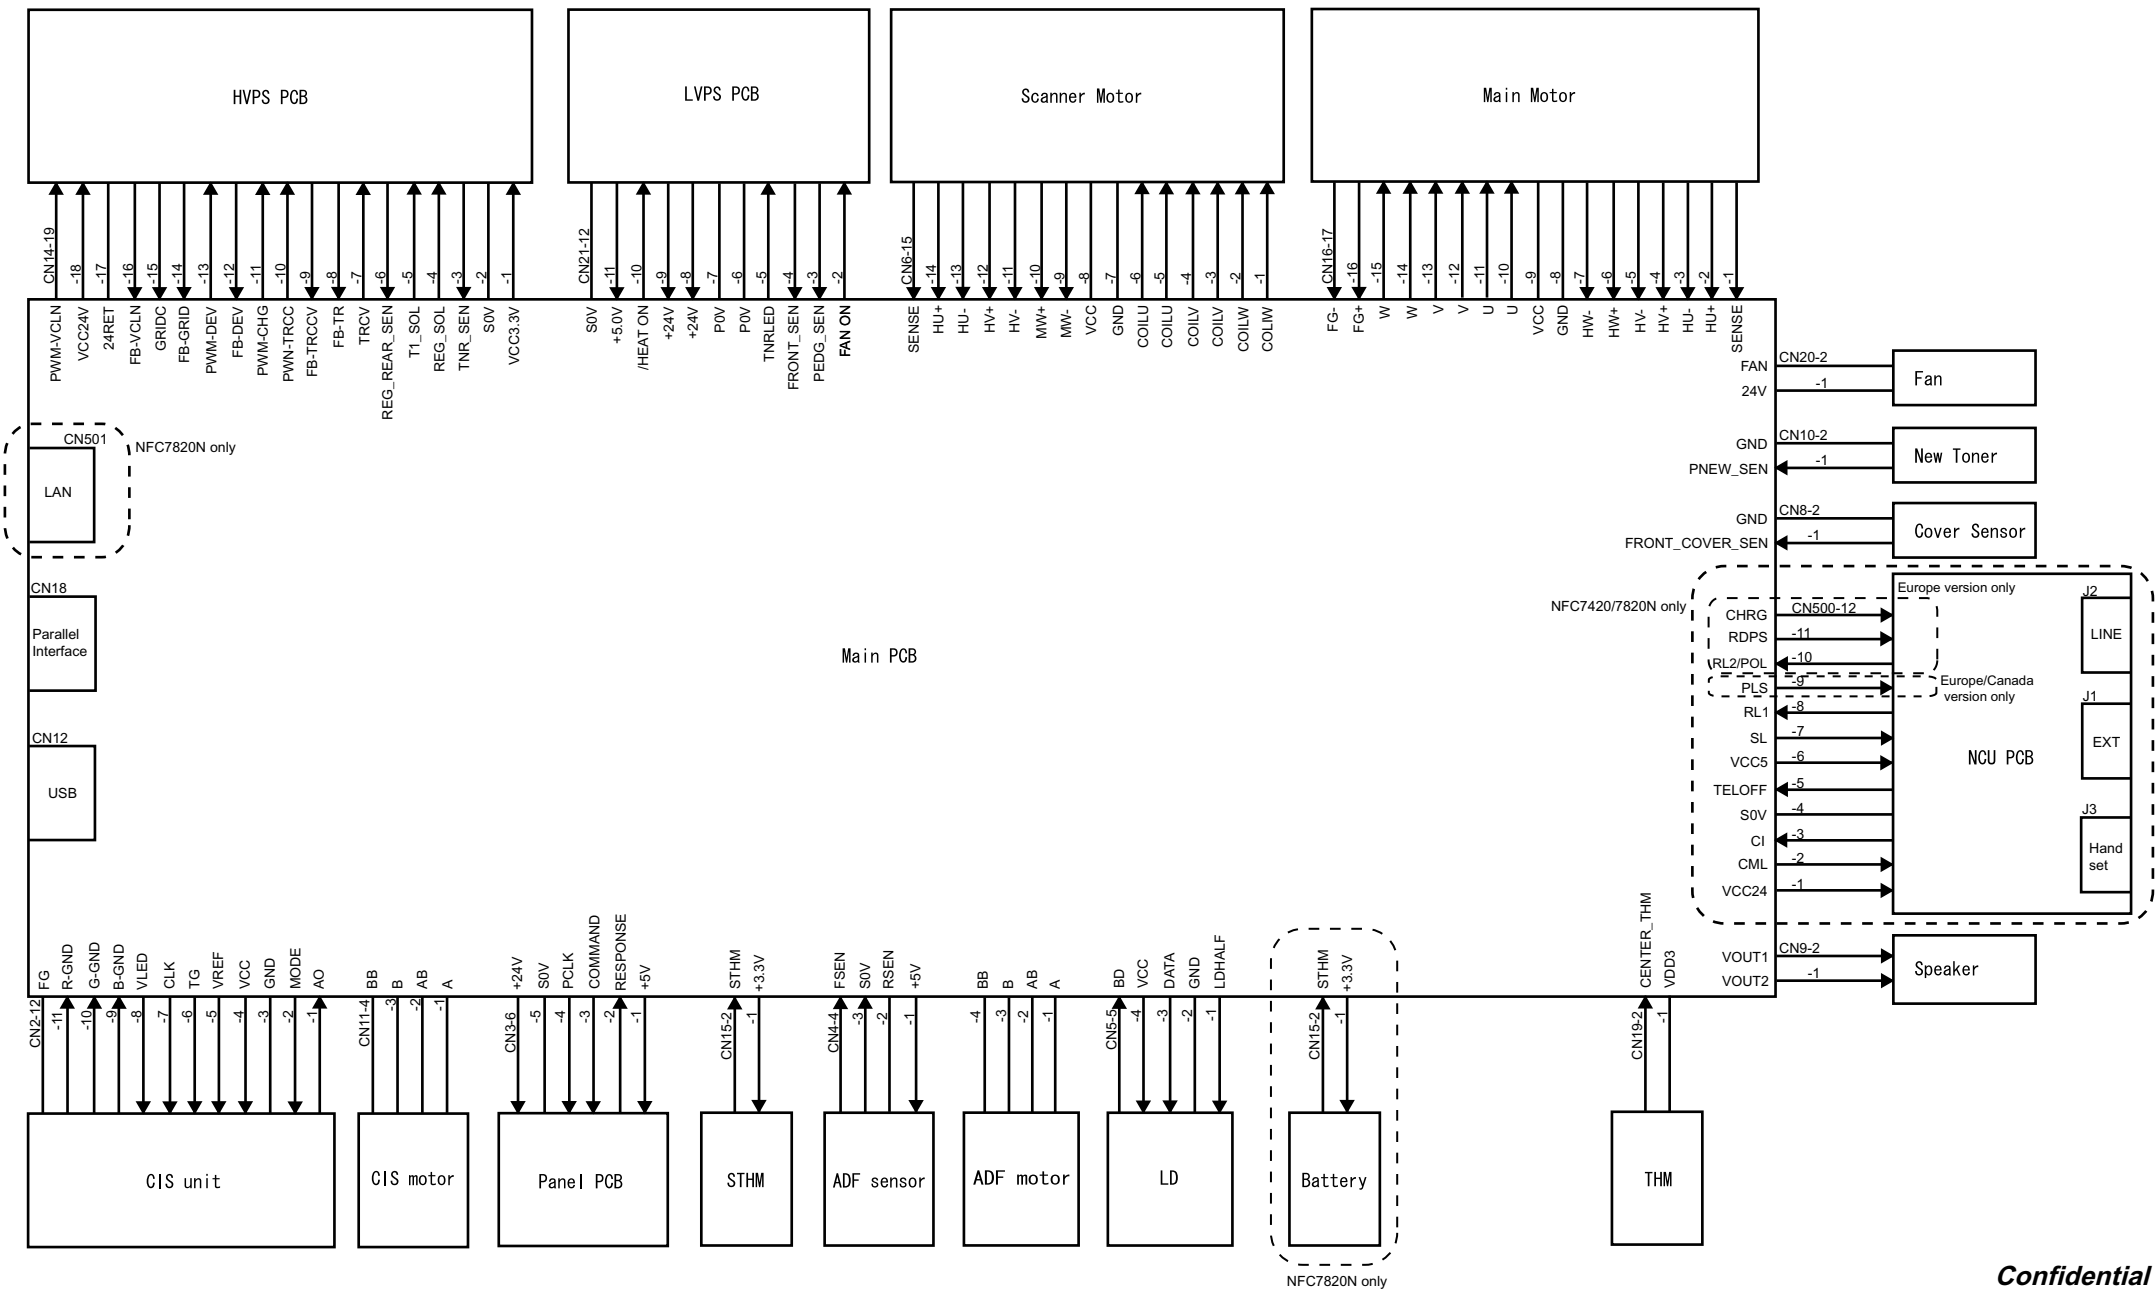 HVPS PCB
LVPS PCB
Scanner Motor
Main Motor
CN14-19
-18
-17
-16
-15
-14
-13
-12
-11
-10
-9
-8
-7
-6
-5
-4
-3
-2
-1
CN21-12
-11
-10
-9
-8
-7
-6
-5
-4
-3
-2
CN6-15
-14
-13
-12
-11
-10
-9
-8
-7
-6
-5
-4
-3
-2
-1
CN16-17
-16
-15
-14
-13
-12
-11
-10
-9
-8
-7
-6
-5
-4
-3
-2
-1
PWM-VCLN
VCC24V
24RET
FB-VCLN
GRIDC
FB-GRID
PWM-DEV
FB-DEV
PWM-CHG
PWN-TRCC
FB-TRCCV
FB-TR
TRCV
REG_REAR_SEN
T1_SOL
REG_SOL
TNR_SEN
S0V
VCC3.3V
S0V
+5.0V
/HEAT ON
+24V
+24V
P0V
P0V
TNRLED
FRONT_SEN
PEDG_SEN
FAN ON
SENSE
HU+
HU-
HV+
HV-
MW+
MW-
VCC
GND
COILU
COILU
COILV
COILV
COILW
COLIW
FG-
FG+
W
W
V
V
U
U
VCC
GND
HW-
HW+
HV-
HV+
HU-
HU+
SENSE
FAN
CN20-2
24V
-1
Fan
GND
CN10-2
PNEW_SEN
-1
New Toner
GND
CN8-2
FRONT_COVER_SEN
-1
Cover Sensor
CN501
NFC7820N only
LAN
CN18
Parallel
Interface
CN12
USB
Main PCB
NFC7420/7820N only
Europe version only
CHRG
CN500-12
RDPS
-11
RL2/POL
-10
PLS
-9
Europe/Canada
version only
RL1
-8
SL
-7
VCC5
-6
TELOFF
-5
S0V
-4
CI
-3
CML
-2
VCC24
-1
NCU PCB
J2
LINE
J1
EXT
J3
Hand
set
VOUT1
CN9-2
VOUT2
-1
Speaker
FG
R-GND
G-GND
B-GND
VLED
CLK
TG
VREF
VCC
GND
MODE
AO
BB
B
AB
A
+24V
S0V
PCLK
COMMAND
RESPONSE
+5V
STHM
+3.3V
FSEN
S0V
RSEN
+5V
BB
B
AB
A
BD
VCC
DATA
GND
LDHALF
STHM
+3.3V
CENTER_THM
VDD3
CN2-12
-11
-10
-9
-8
-7
-6
-5
-4
-3
-2
-1
CN11-4
-3
-2
-1
CN3-6
-5
-4
-3
-2
-1
CN15-2
-1
CN4-4
-3
-2
-1
-4
-3
-2
-1
CN5-5
-4
-3
-2
-1
CN15-2
-1
CN19-2
-1
CIS unit
CIS motor
Panel PCB
STHM
ADF sensor
ADF motor
LD
Battery
THM
NFC7820N only
Confidential